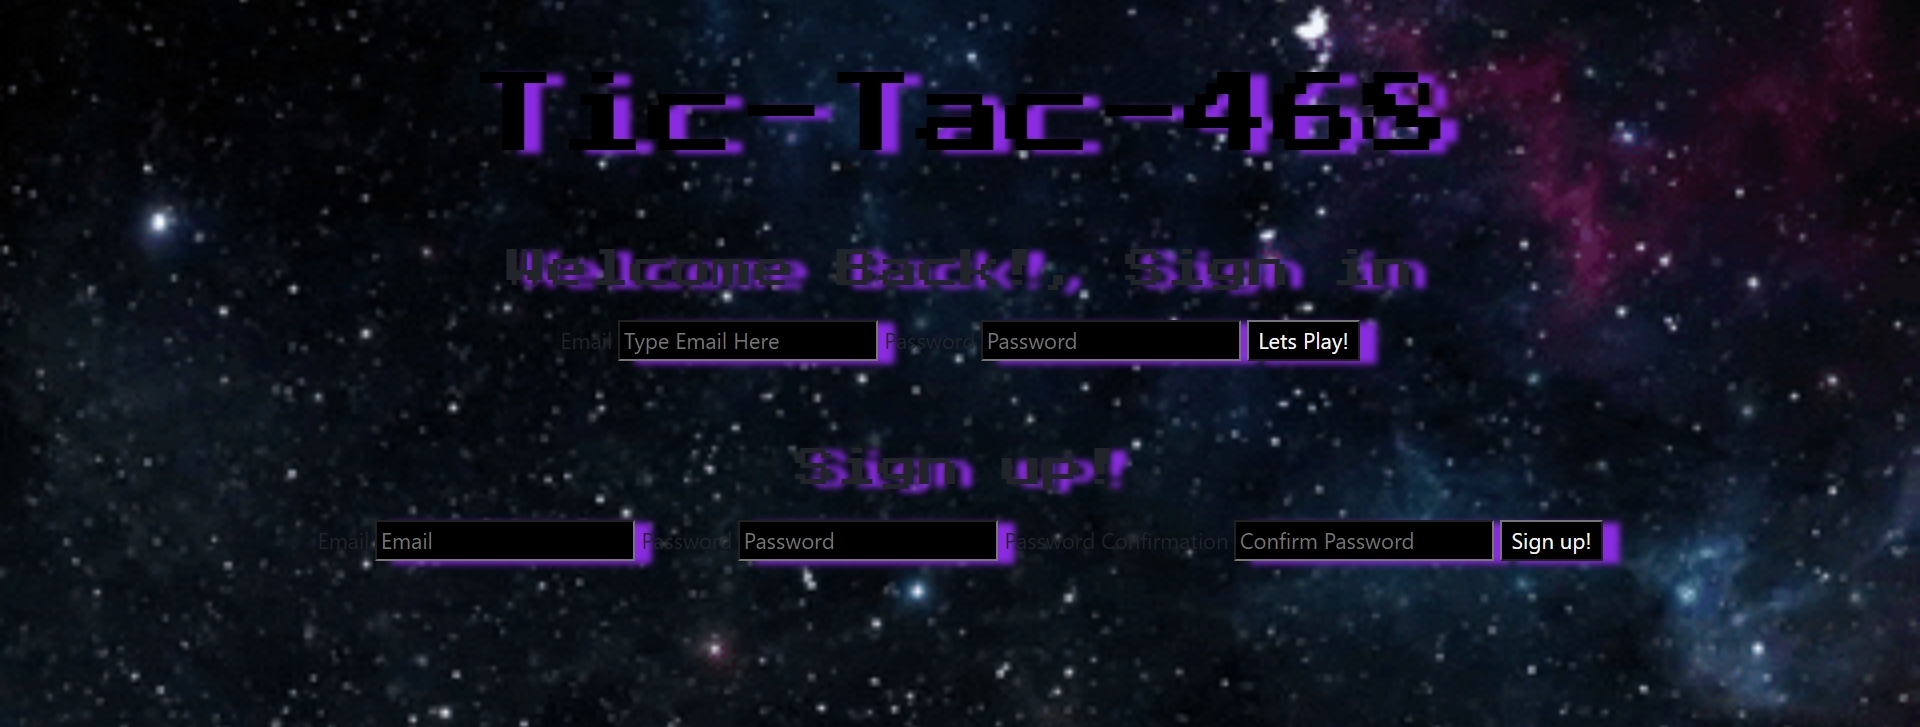 Tic-Tac-468
Welcome Back!, Sign in
Email Type Email Here Password Password Lets Play!
Sign up!
Email Email Password Password Password Confirmation Confirm Password Sign up!